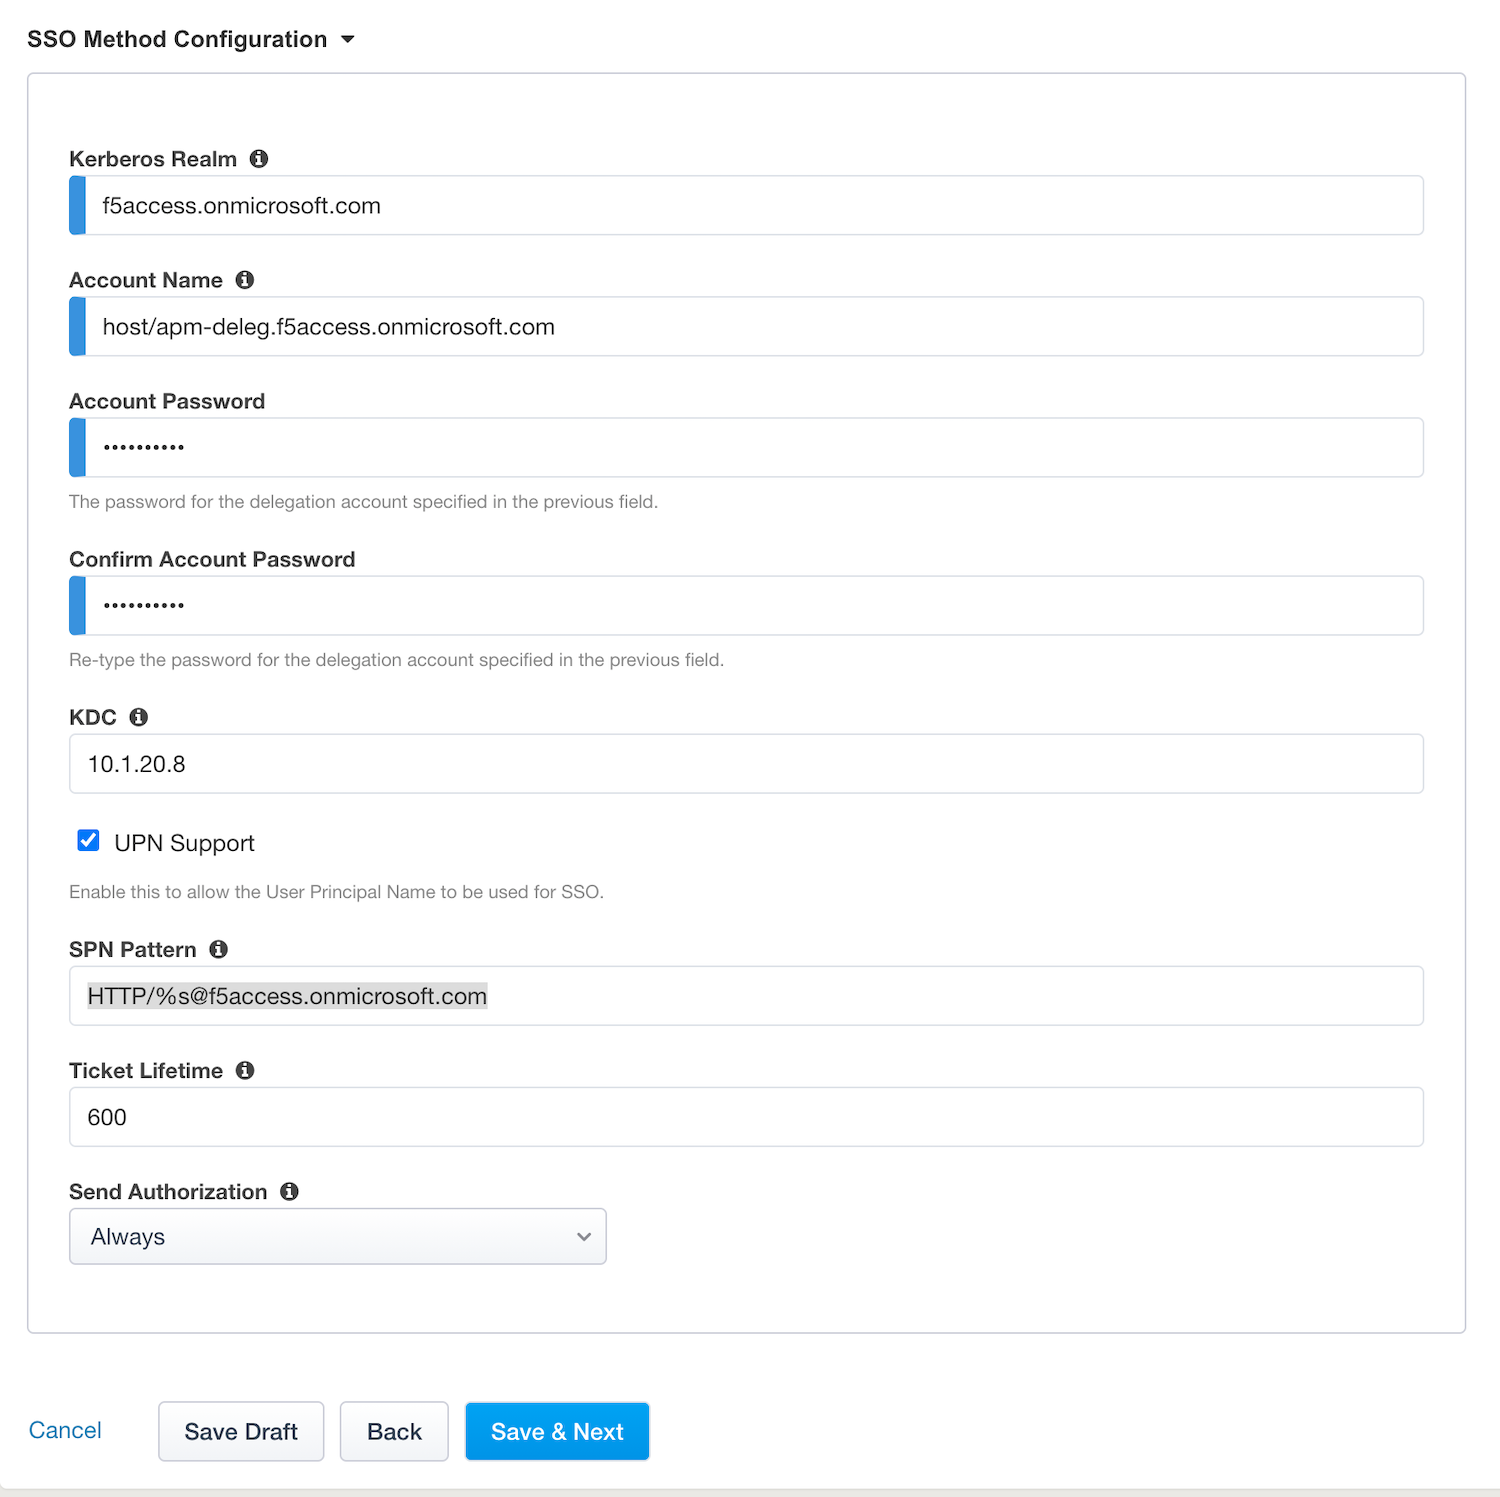 SSO Method Configuration
Kerberos Realm
f5access.onmicrosoft.com
Account Name
host/apm-deleg.f5access.onmicrosoft.com
Account Password
••••••••••
The password for the delegation account specified in the previous field.
Confirm Account Password
••••••••••
Re-type the password for the delegation account specified in the previous field.
KDC
10.1.20.8
UPN Support
Enable this to allow the User Principal Name to be used for SSO.
SPN Pattern
HTTP/%s@f5access.onmicrosoft.com
Ticket Lifetime
600
Send Authorization
Always
Cancel Save Draft Back Save & Next